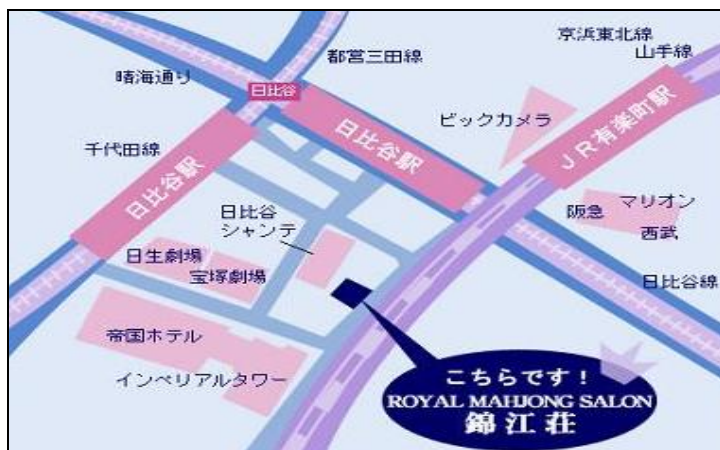 京浜東北線
山手線
都営三田線
晴海通り
日比谷
ビックカメラ
JR有楽町駅
日比谷駅
千代田線
日比谷駅
日比谷
シャンテ
阪急
マリオン
西武
日生劇場
宝塚劇場
日比谷線
帝国ホテル
インペリアルタワー
こちらです！
ROYAL MAHJONG SALON
錦江荘